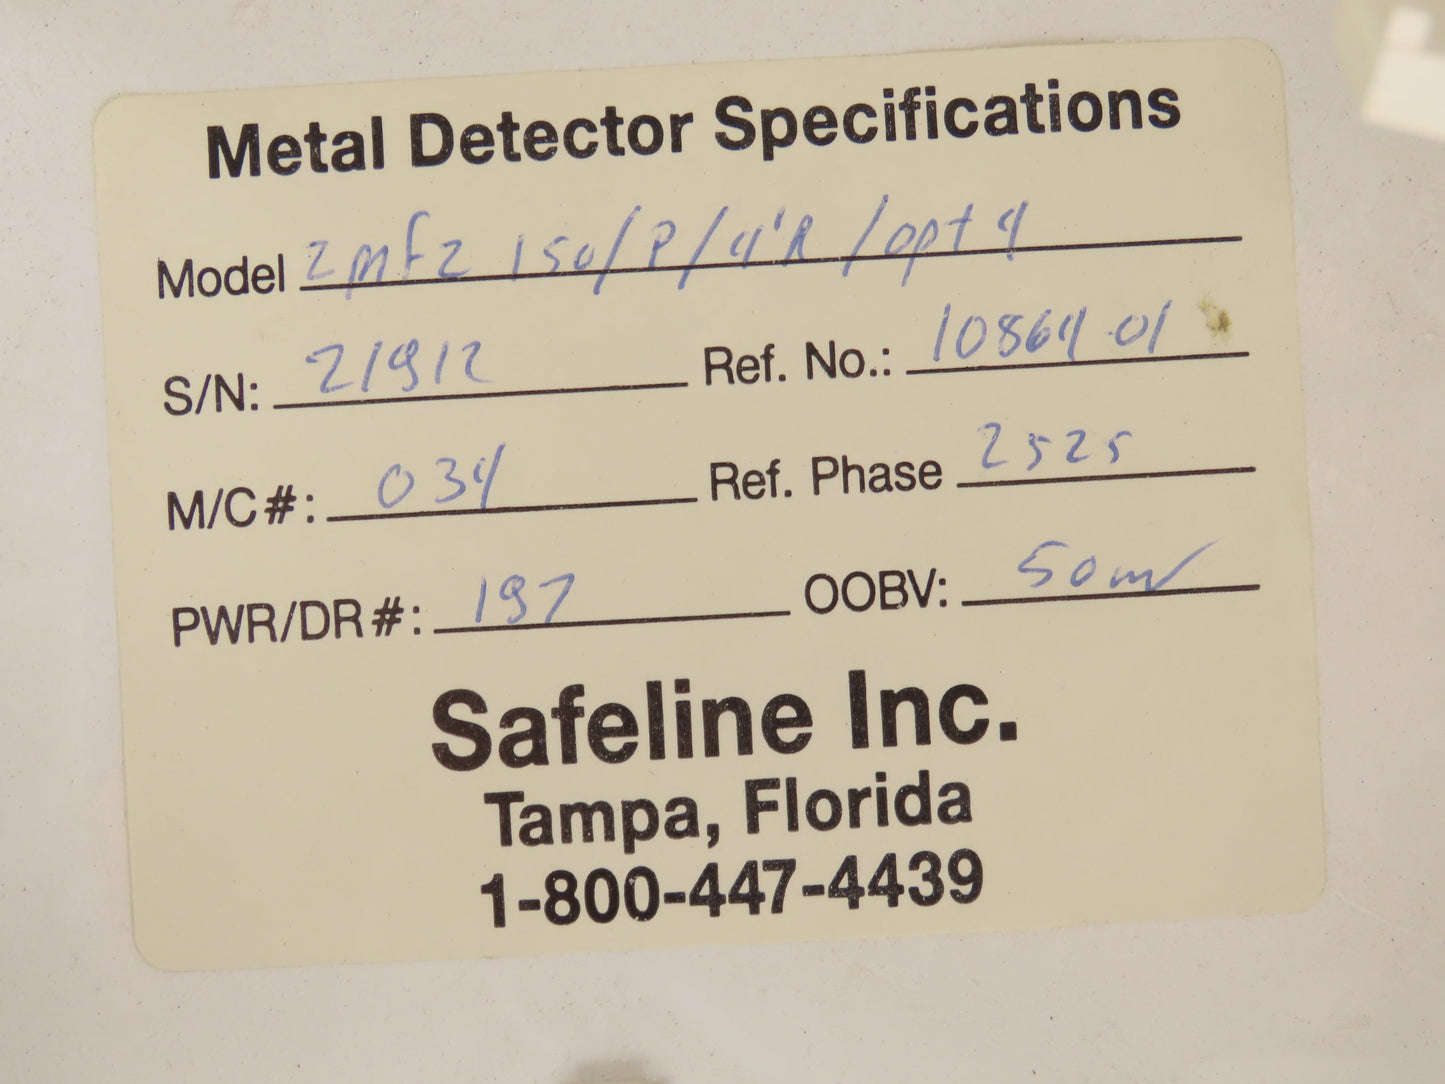 Metal Detector Specifications
Model zmfz 150/P/4'R/opt 4
S/N: 21912 Ref. No.: 10864-01
M/C#: 034 Ref. Phase 2525
PWR/DR#: 197 OOBV: 50mv
Safeline Inc.
Tampa, Florida
1-800-447-4439